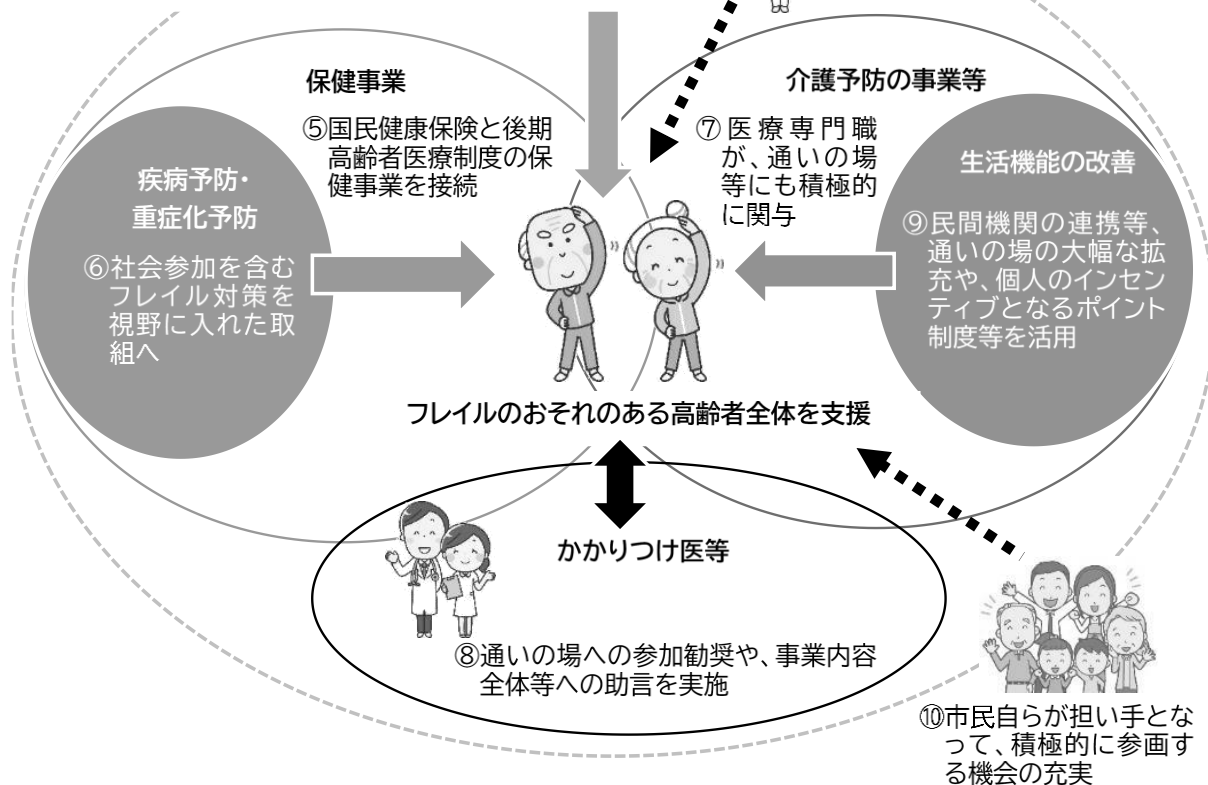 保健事業
⑤国民健康保険と後期
高齢者医療制度の保
健事業を接続
疾病予防・
重症化予防
⑥社会参加を含む
フレイル対策を
視野に入れた取
組へ
介護予防の事業等
⑦医療専門職
が、通いの場
等にも積極的
に関与
生活機能の改善
⑨民間機関の連携等、
通いの場の大幅な拡
充や、個人のインセン
ティブとなるポイント
制度等を活用
フレイルのおそれのある高齢者全体を支援
かかりつけ医等
⑧通いの場への参加勧奨や、事業内容
全体等への助言を実施
⑩市民自らが担い手とな
って、積極的に参画す
る機会の充実